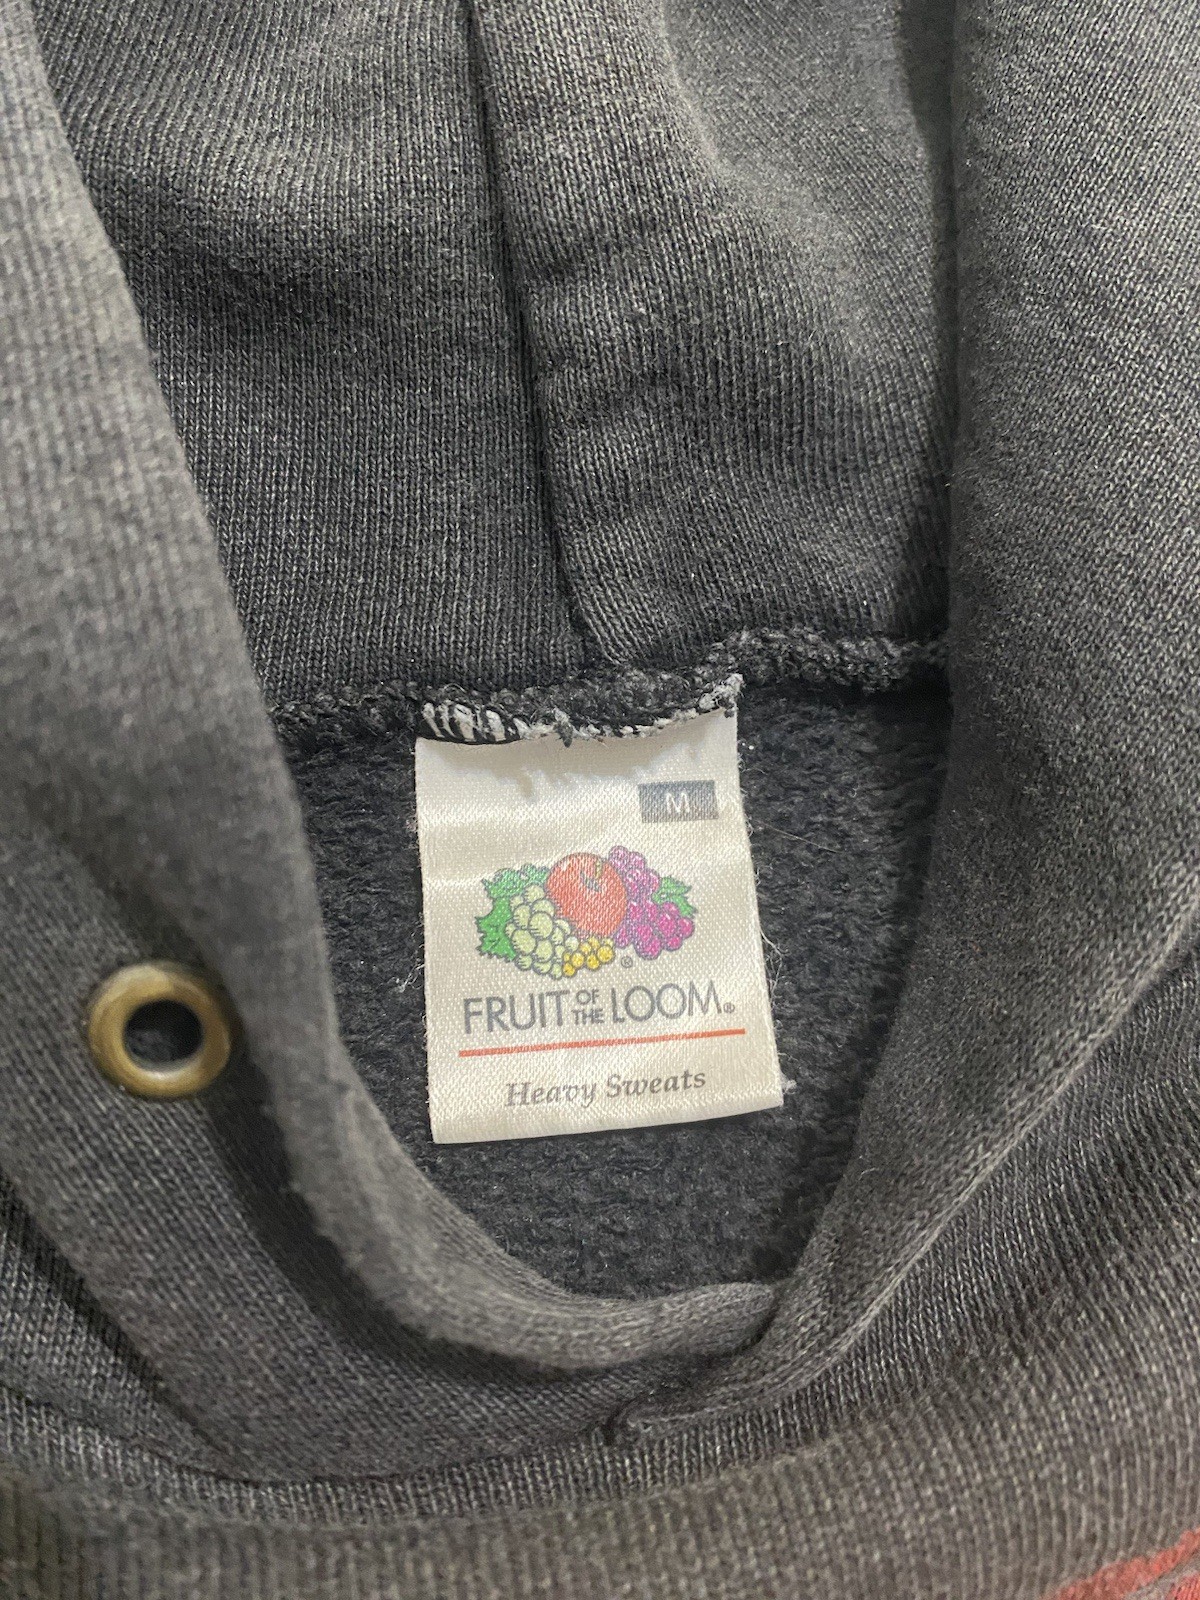 M
®
FRUIT OF THE LOOM®
Heavy Sweats